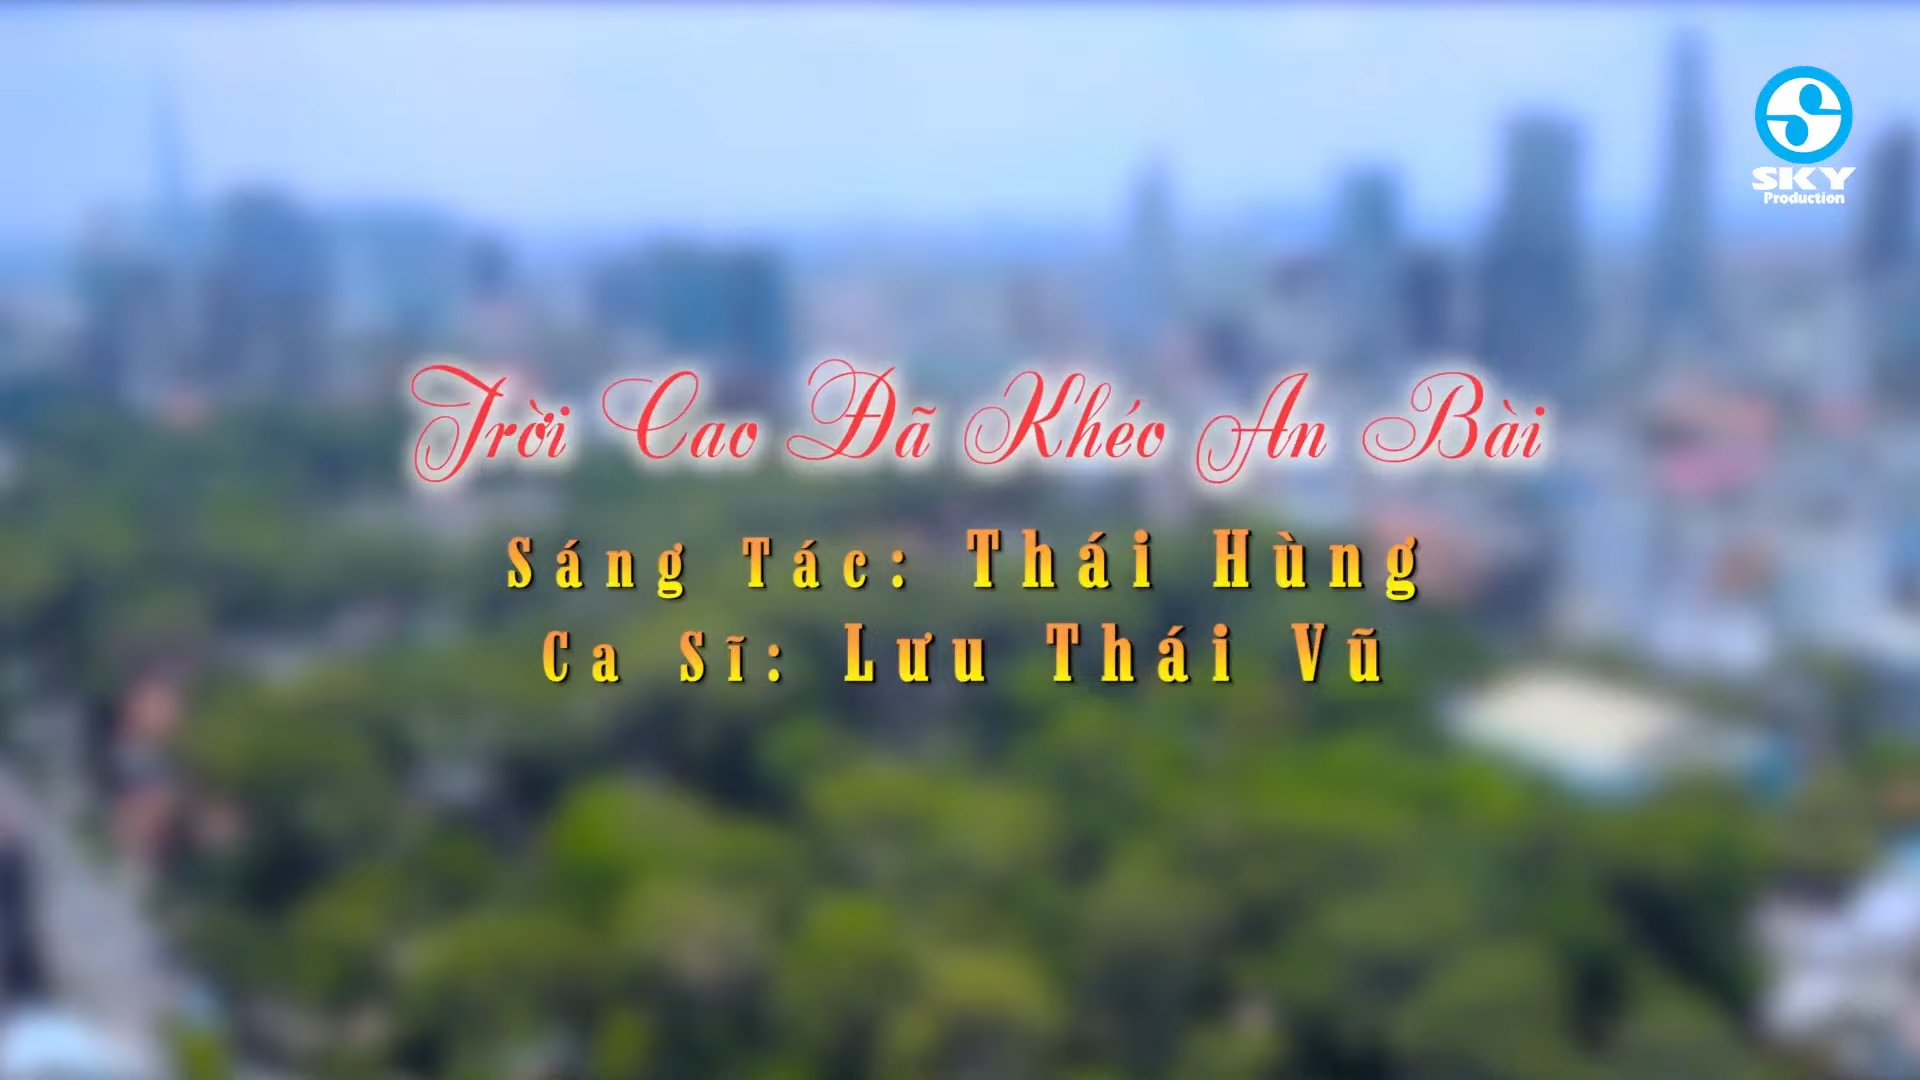 SKY
Production
Trời Cao Đã Khéo An Bài
Sáng Tác: Thái Hùng
Ca Sĩ: Lưu Thái Vũ